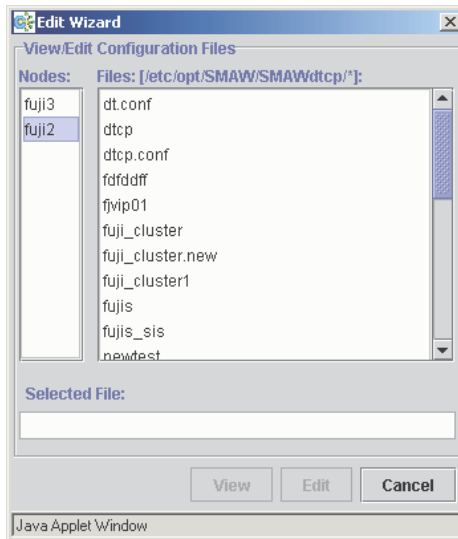 Edit Wizard
View/Edit Configuration Files
Nodes:
Files: [/etc/opt/SMAW/SMAWdtcp/*]:
fuji3
fuji2
dt.conf
dtcp
dtcp.conf
fdfddff
fjvip01
fuji_cluster
fuji_cluster.new
fuji_cluster1
fujis
fujis_sis
newtest
Selected File:
View
Edit
Cancel
Java Applet Window